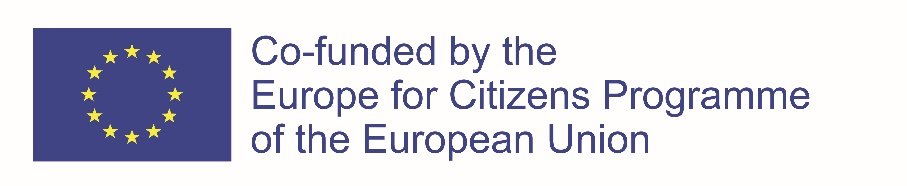 Co-funded by the
Europe for Citizens Programme
of the European Union